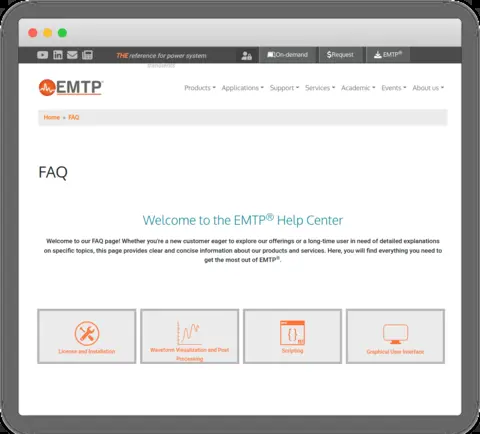 THE reference for power system
On-demand
$Request
EMTP®
EMTP
Products
Applications
Support
Services
Academic
Events
About us
Home » FAQ
FAQ
Welcome to the EMTP® Help Center
Welcome to our FAQ page! Whether you're a new customer eager to explore our offerings or a long-time user in need of detailed explanations
on specific topics, this page provides clear and concise information about our products and services. Here, you will find everything you need to
get the most out of EMTP®.
License and Installation
Waveform Visualization and Post
Processing
Scripting
Graphical User Interface